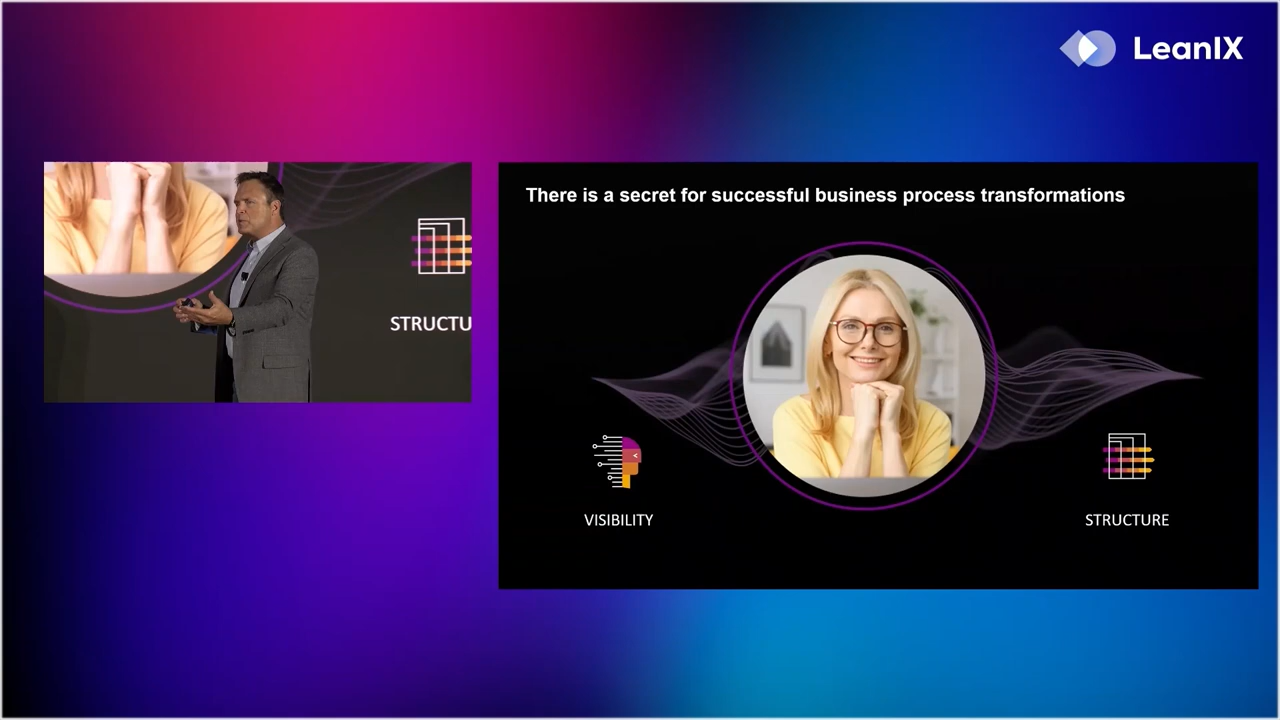 LeanIX
There is a secret for successful business process transformations
STRUCTU
VISIBILITY
STRUCTURE